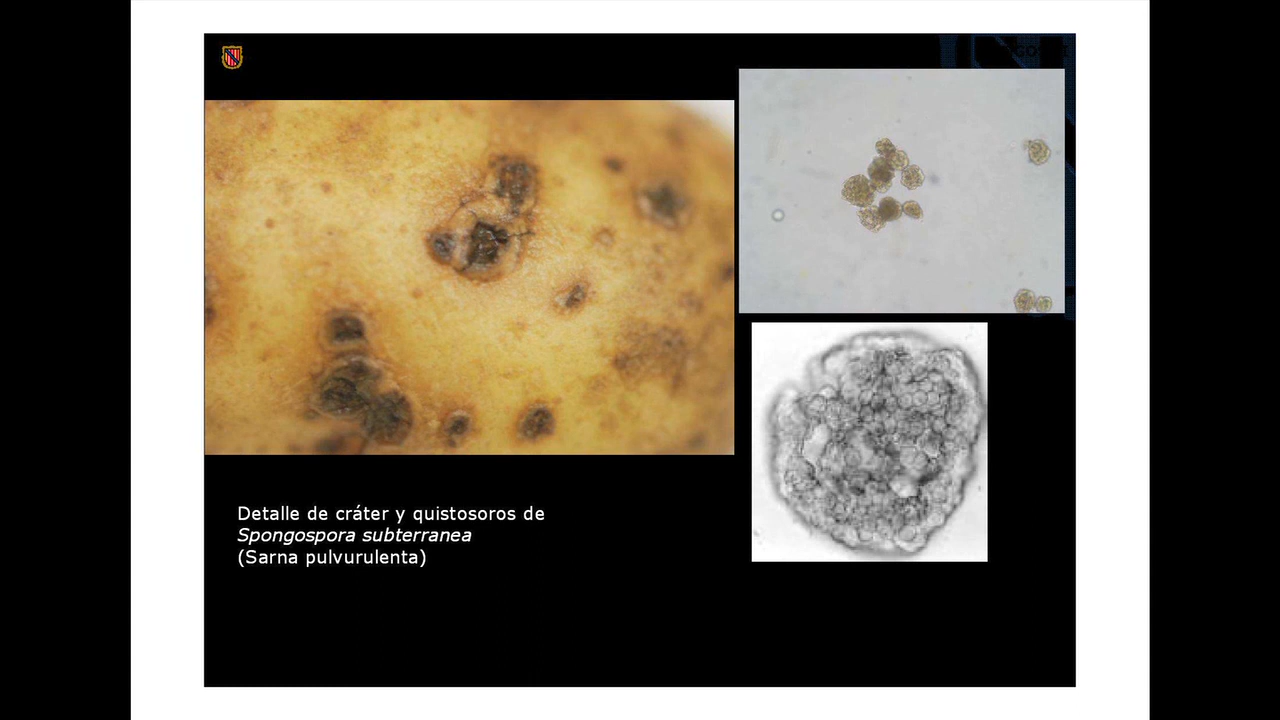 Detalle de cráter y quistosoros de
Spongospora subterranea
(Sarna pulvurulenta)